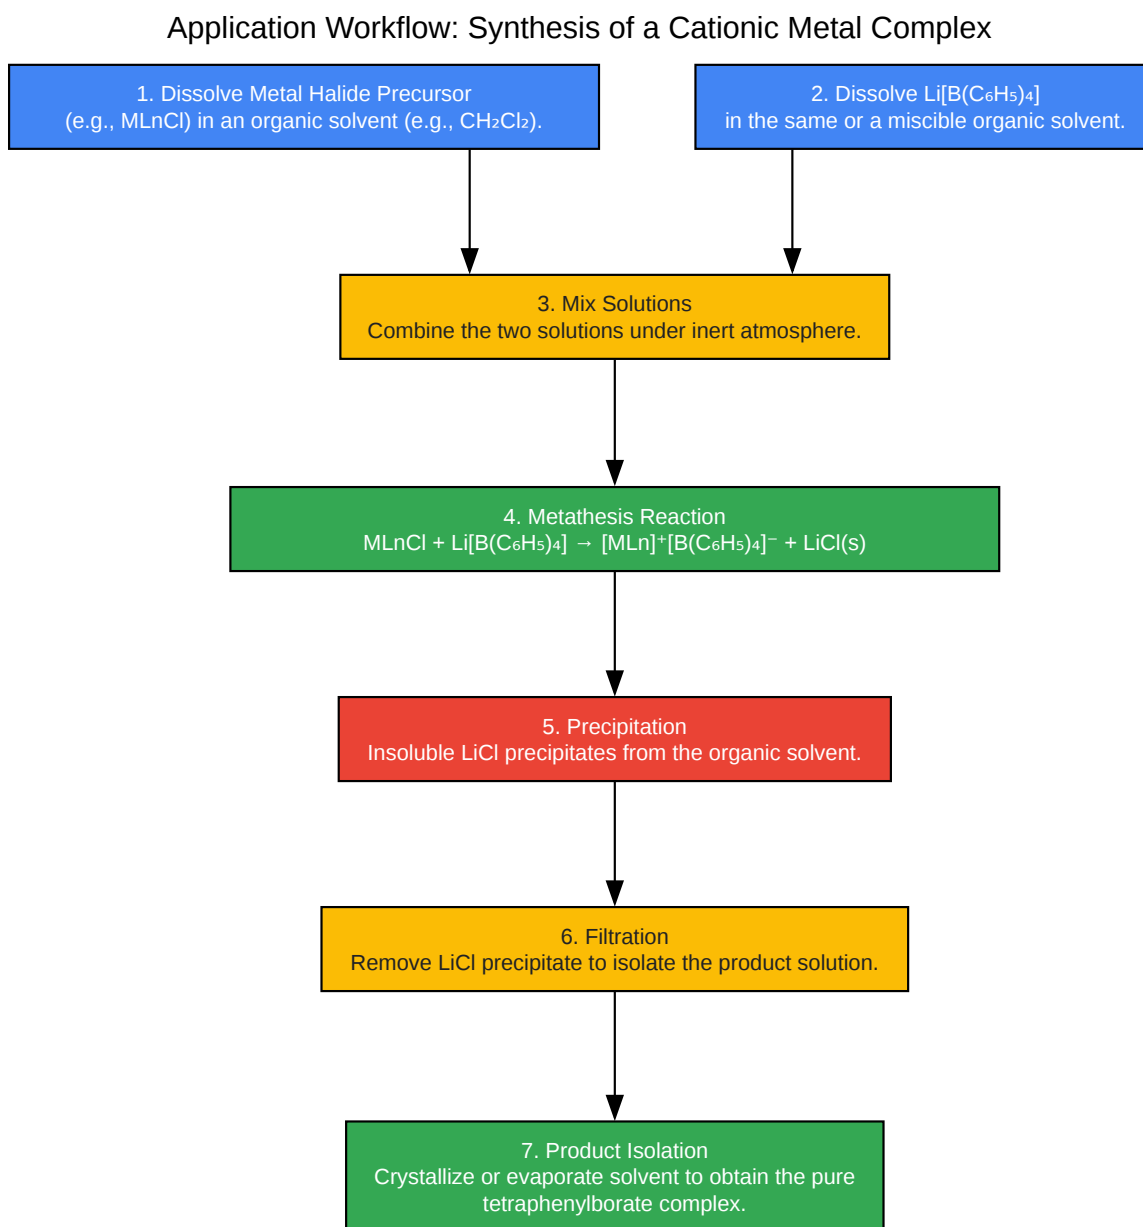 Application Workflow: Synthesis of a Cationic Metal Complex
1. Dissolve Metal Halide Precursor
(e.g., MLnCl) in an organic solvent (e.g., CH₂Cl₂).
2. Dissolve Li[B(C₆H₅)₄]
in the same or a miscible organic solvent.
3. Mix Solutions
Combine the two solutions under inert atmosphere.
4. Metathesis Reaction
MLnCl + Li[B(C₆H₅)₄] → [MLn]⁺[B(C₆H₅)₄]⁻ + LiCl(s)
5. Precipitation
Insoluble LiCl precipitates from the organic solvent.
6. Filtration
Remove LiCl precipitate to isolate the product solution.
7. Product Isolation
Crystallize or evaporate solvent to obtain the pure
tetraphenylborate complex.